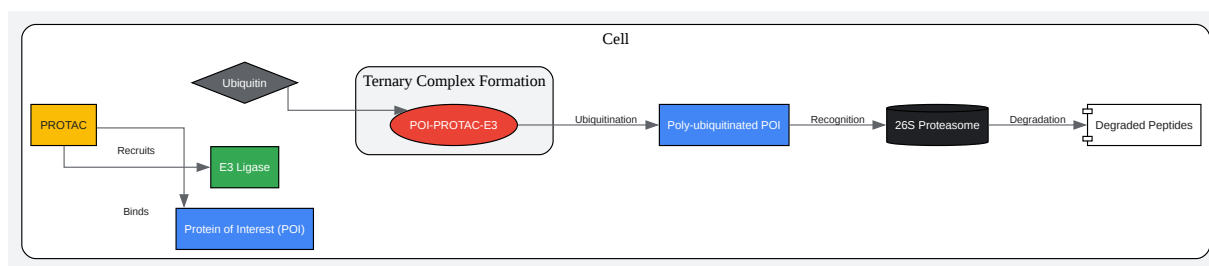 Cell
Ubiquitin
Ternary Complex Formation
PROTAC
POI-PROTAC-E3
Ubiquitination
Poly-ubiquitinated POI
Recognition
26S Proteasome
Degradation
Degraded Peptides
Recruits
E3 Ligase
Binds
Protein of Interest (POI)